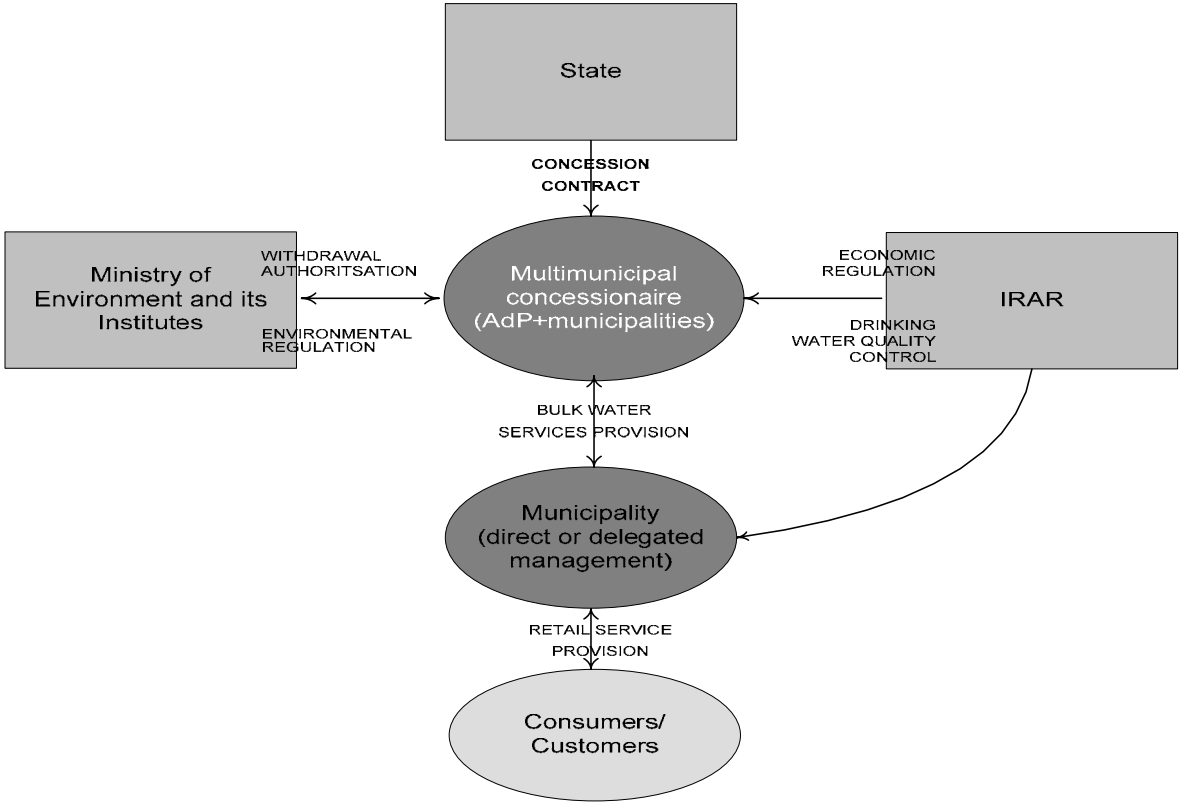 State
CONCESSION
CONTRACT
Ministry of
Environment and its
Institutes
WITHDRAWAL
AUTHORITSATION
ENVIRONMENTAL
REGULATION
Multimunicipal
concessionaire
(AdP+municipalities)
ECONOMIC
REGULATION
DRINKING
WATER QUALITY
CONTROL
IRAR
BULK WATER
SERVICES PROVISION
Municipality
(direct or delegated
management)
RETAIL SERVICE
PROVISION
Consumers/
Customers